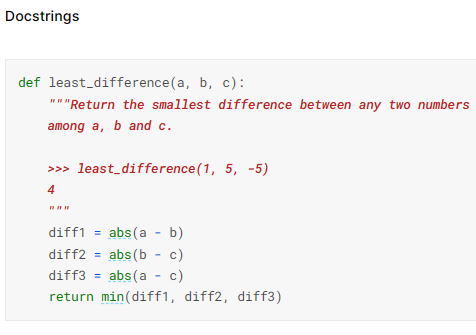 Docstrings
def least_difference(a, b, c):
    """Return the smallest difference between any two numbers
    among a, b and c.

    >>> least_difference(1, 5, -5)
    4
    """
    diff1 = abs(a - b)
    diff2 = abs(b - c)
    diff3 = abs(a - c)
    return min(diff1, diff2, diff3)